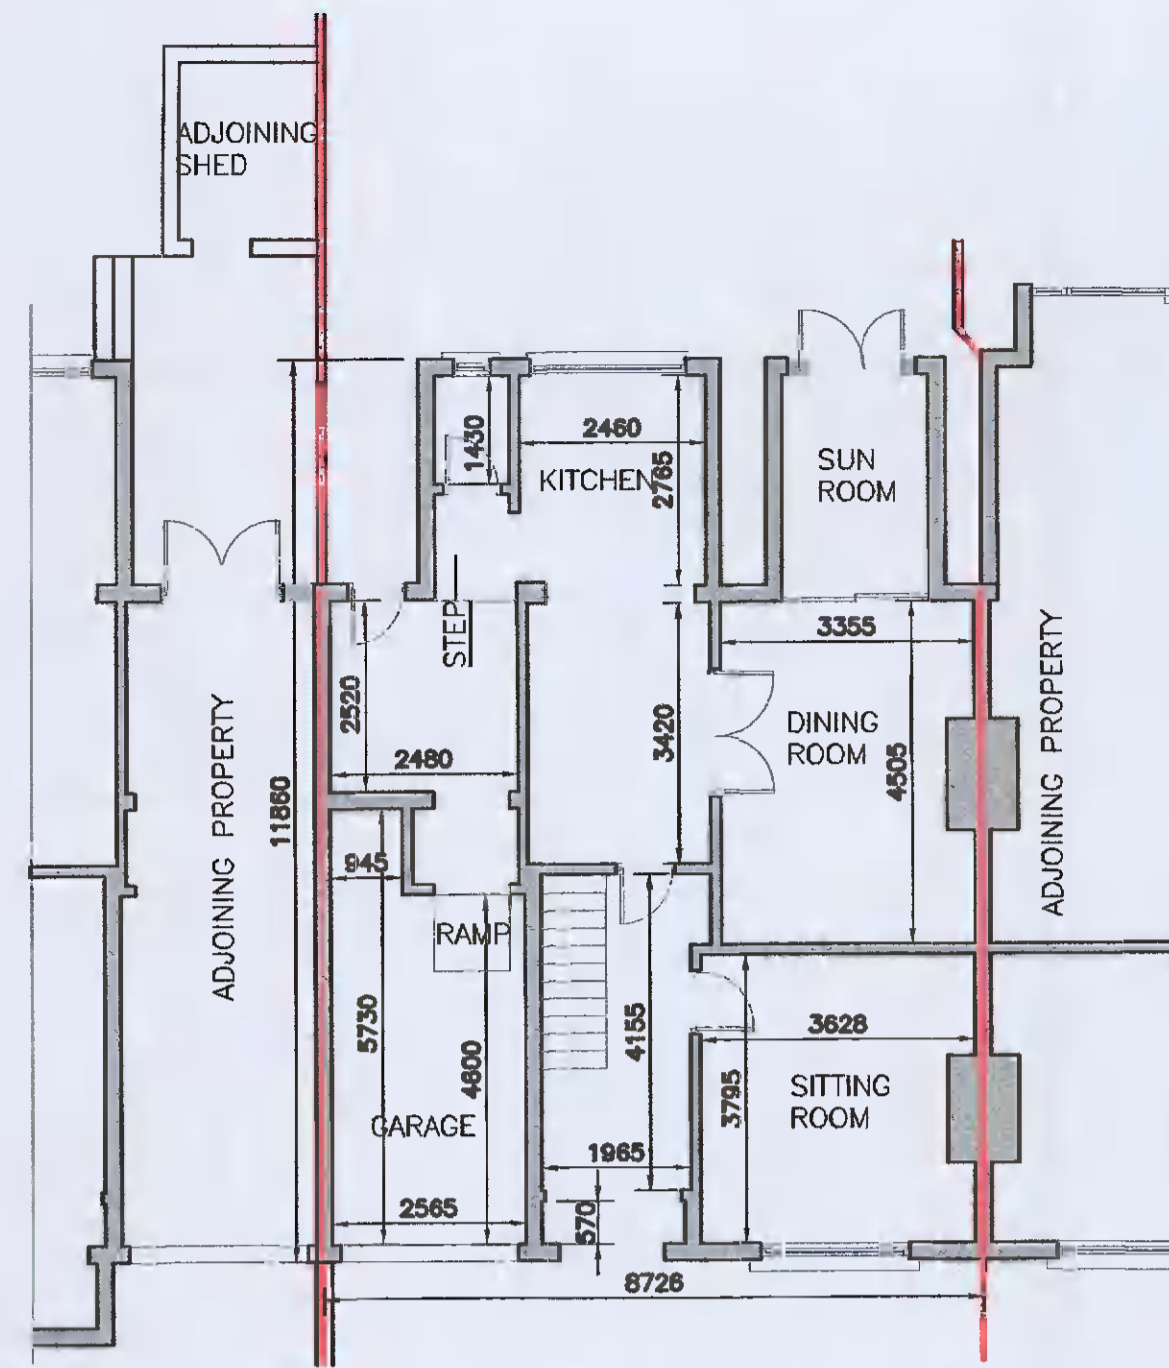 ADJOINING
SHED
1430
2460
KITCHEN
2765
SUN
ROOM
STEP
3355
2520
2480
3420
DINING
ROOM
4505
ADJOINING PROPERTY
ADJOINING PROPERTY
11860
945
RAMP
5730
4600
4155
3628
3795
SITTING
ROOM
GARAGE
1965
2565
570
8726